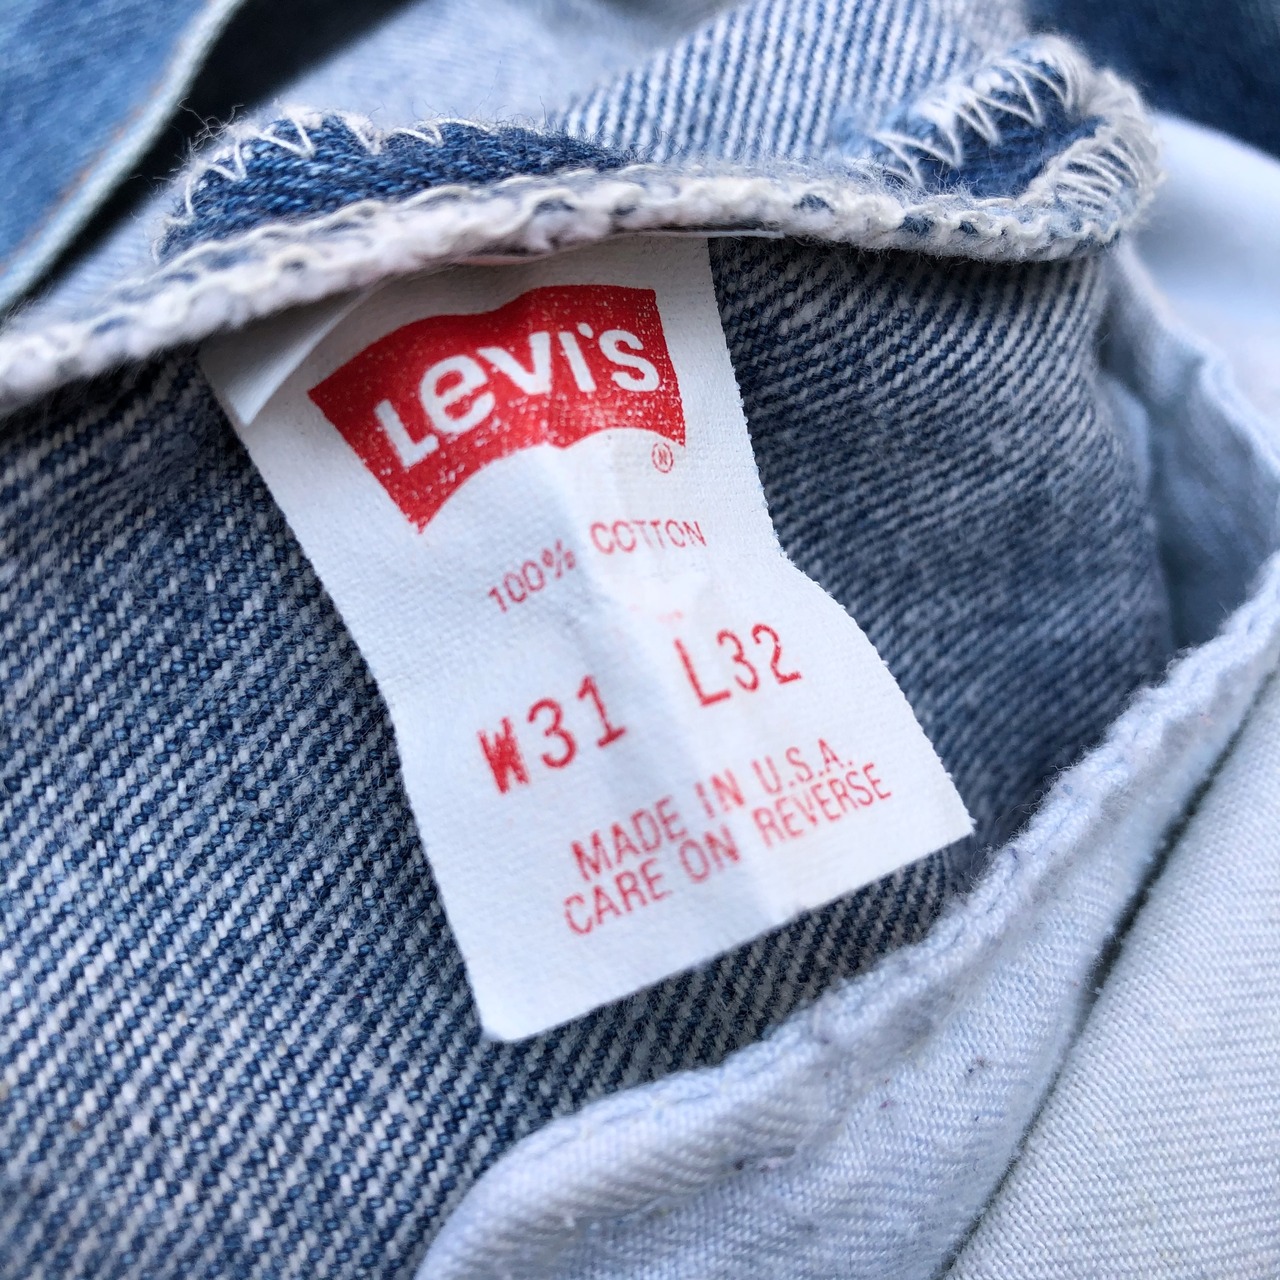 Levi's
®
100% COTTON
W31 L32
MADE IN U.S.A.
CARE ON REVERSE